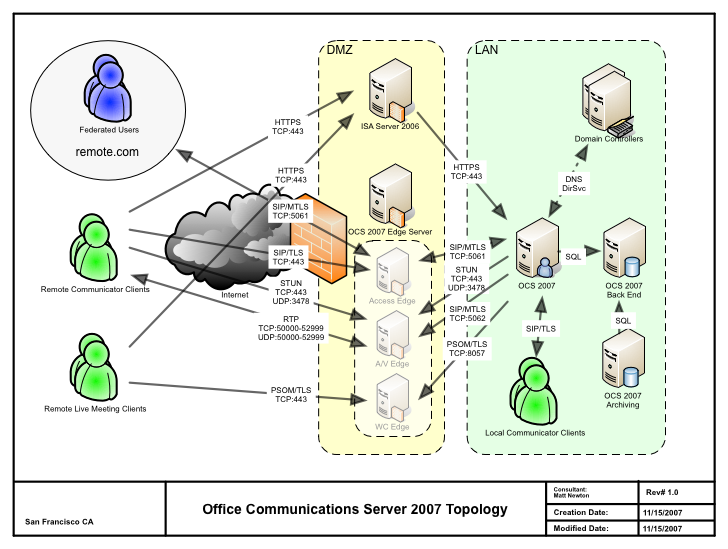 DMZ
LAN
Federated Users
remote.com
HTTPS
TCP:443
ISA Server 2006
Domain Controllers
HTTPS
TCP:443
HTTPS
TCP:443
DNS
DirSvc
SIP/MTLS
TCP:5061
OCS 2007 Edge Server
Remote Communicator Clients
Internet
SIP/TLS
TCP:443
Access Edge
SIP/MTLS
TCP:5061
SQL
OCS 2007
OCS 2007
Back End
STUN
TCP:443
UDP:3478
STUN
TCP:443
UDP:3478
RTP
TCP:50000-52999
UDP:50000-52999
A/V Edge
SIP/MTLS
TCP:5062
SIP/TLS
SQL
PSOM/TLS
TCP:8057
Remote Live Meeting Clients
PSOM/TLS
TCP:443
WC Edge
OCS 2007
Archiving
Local Communicator Clients
San Francisco CA
Office Communications Server 2007 Topology
Consultant:
Matt Newton
Rev# 1.0
Creation Date:
11/15/2007
Modified Date:
11/15/2007